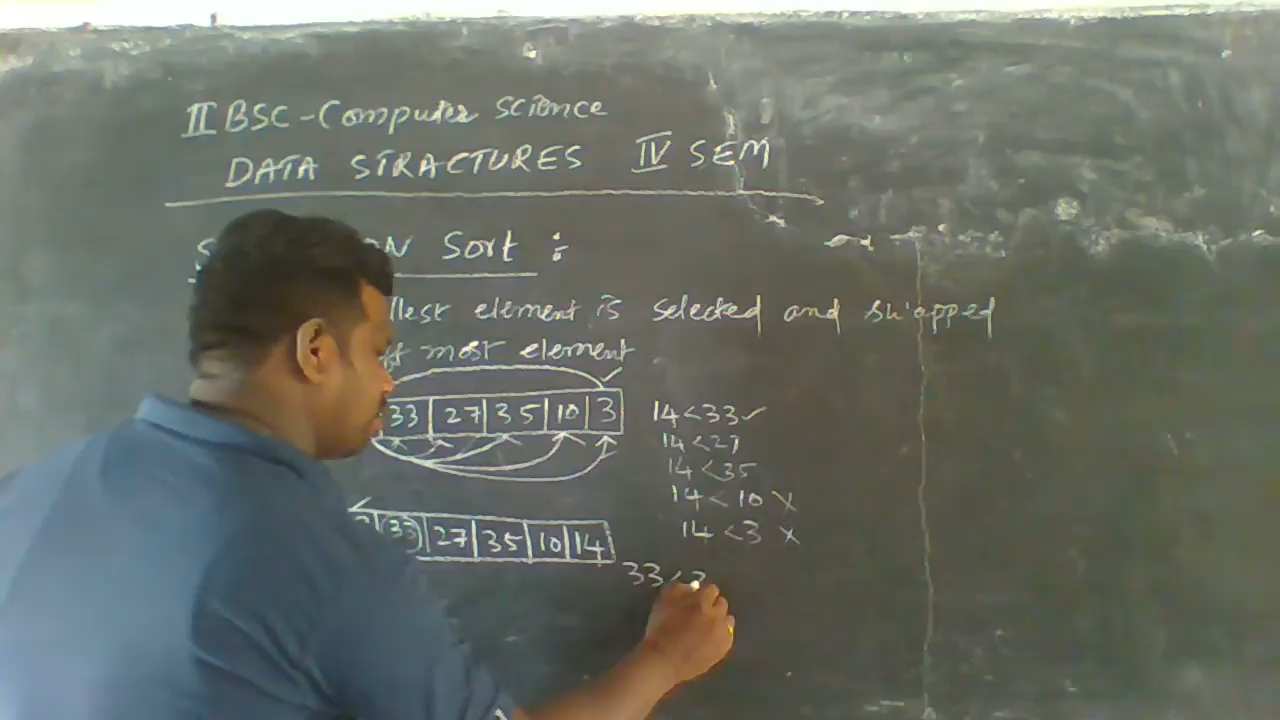 II BSC-Computer Science
DATA STRACTURES IV SEM
Sort :
element is selected and swapped
most element
33 27 35 10 3
14<33✓
14<27
14<35
14<10 X
14<3 X
33 27 35 10 14
33<